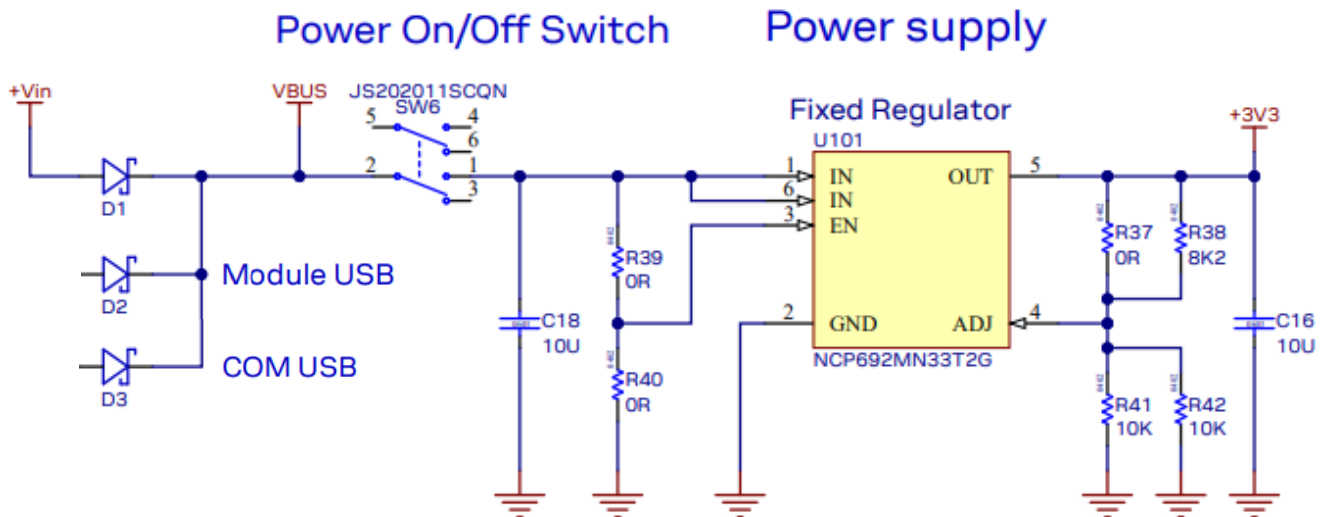 Power On/Off Switch
Power supply
+Vin
VBUS
JS202011SCQN
SW6
5
4
6
2
1
3
D1
D2
Module USB
D3
COM USB
C18
10U
R39
0R
R40
0R
Fixed Regulator
U101
1
IN
6
IN
3
EN
2
GND
OUT
5
ADJ
4
NCP692MN33T2G
+3V3
R37
0R
R38
8K2
R41
10K
R42
10K
C16
10U